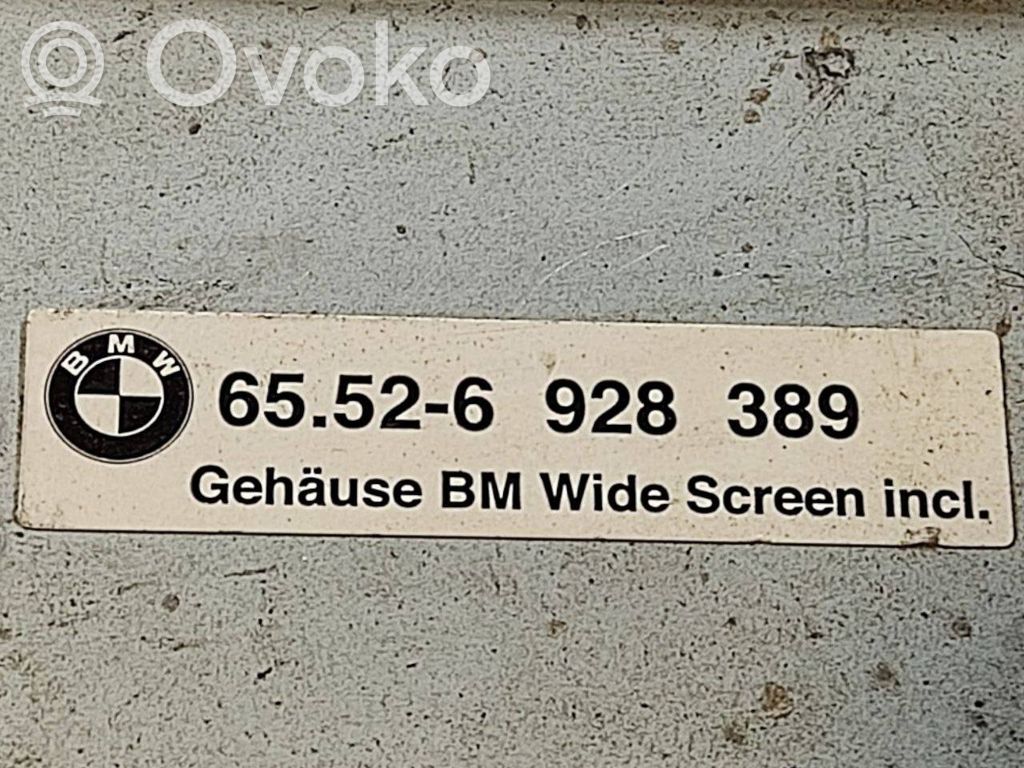 Ovoko
BMW
65.52-6 928 389
Gehäuse BM Wide Screen incl.